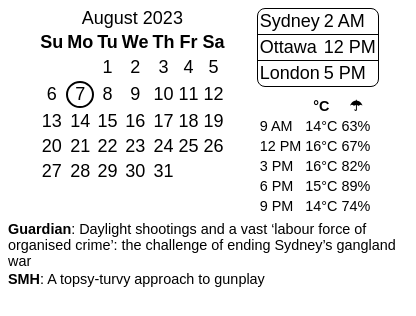 August 2023
Su Mo Tu We Th Fr Sa
1 2 3 4 5
6 7 8 9 10 11 12
13 14 15 16 17 18 19
20 21 22 23 24 25 26
27 28 29 30 31
Sydney 2 AM
Ottawa 12 PM
London 5 PM
°C ☂
9 AM 14°C 63%
12 PM 16°C 67%
3 PM 16°C 82%
6 PM 15°C 89%
9 PM 14°C 74%
Guardian: Daylight shootings and a vast ‘labour force of
organised crime’: the challenge of ending Sydney’s gangland
war
SMH: A topsy-turvy approach to gunplay